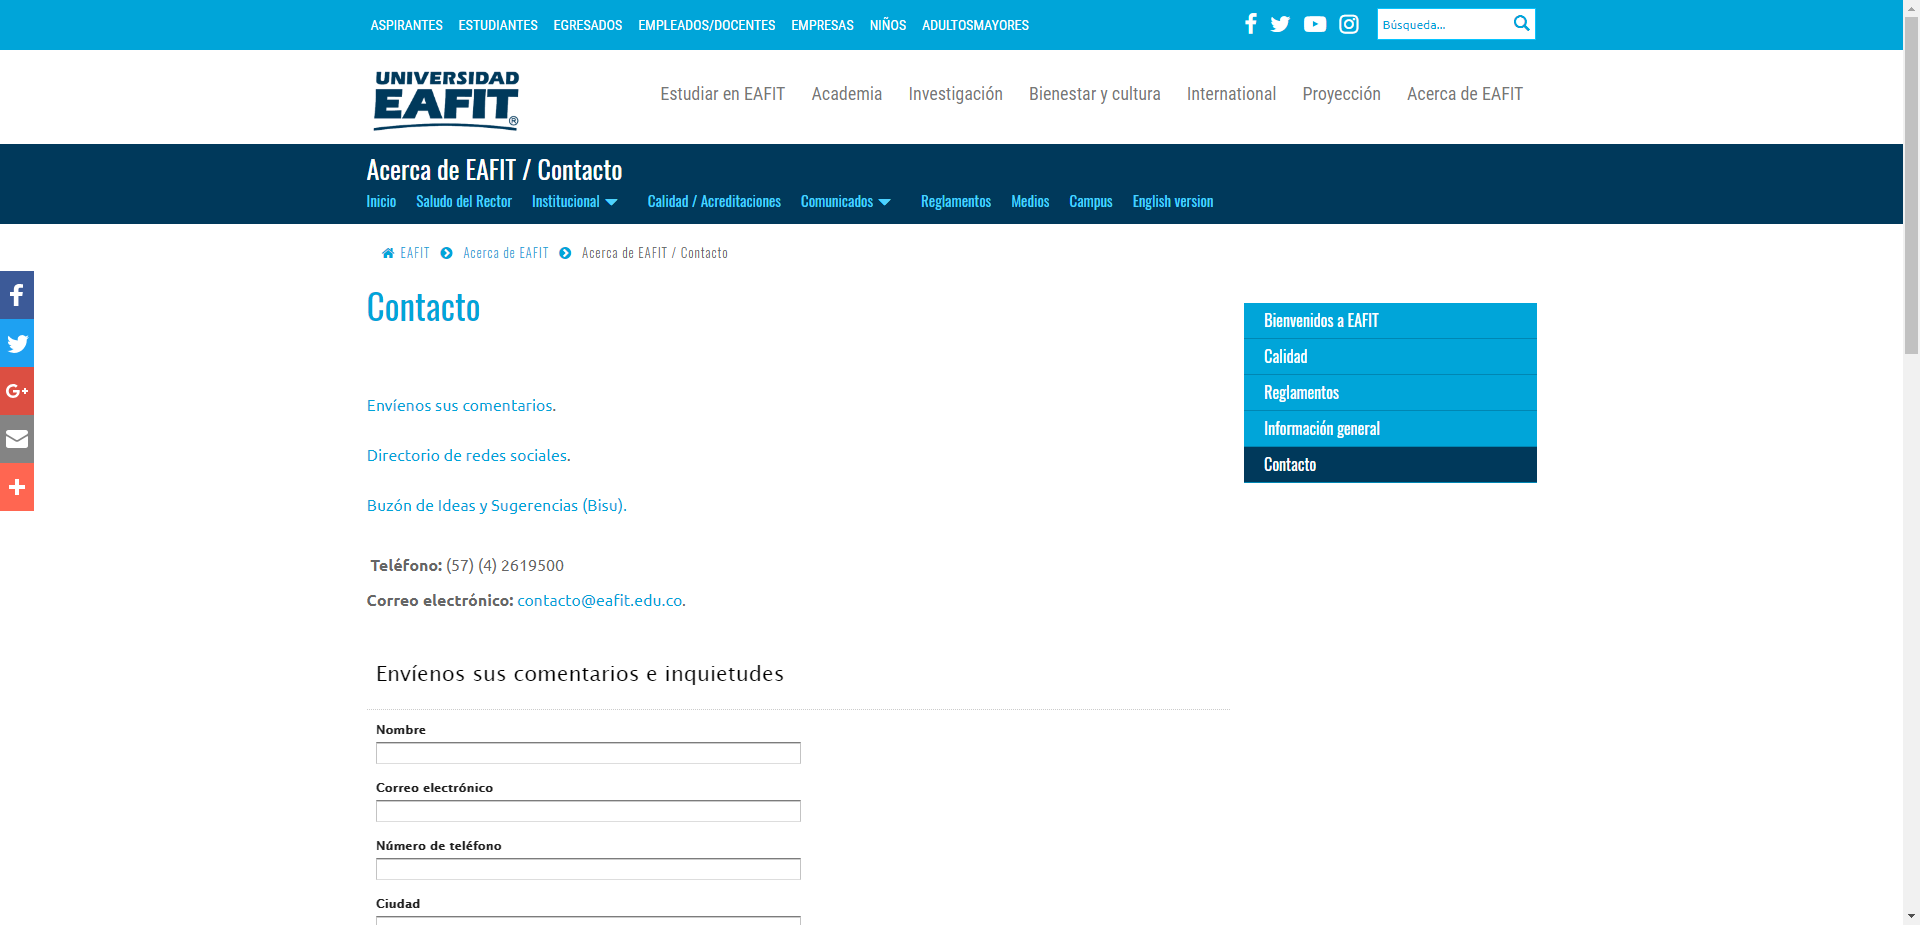 ASPIRANTES ESTUDIANTES EGRESADOS EMPLEADOS/DOCENTES EMPRESAS NIÑOS ADULTOSMAYORES
Búsqueda...
UNIVERSIDAD
EAFIT®
Estudiar en EAFIT Academia Investigación Bienestar y cultura International Proyección Acerca de EAFIT
Acerca de EAFIT / Contacto
Inicio Saludo del Rector Institucional Calidad / Acreditaciones Comunicados Reglamentos Medios Campus English version
EAFIT Acerca de EAFIT Acerca de EAFIT / Contacto
Contacto
Envíenos sus comentarios.
Directorio de redes sociales.
Buzón de Ideas y Sugerencias (Bisu).
Teléfono: (57) (4) 2619500
Correo electrónico: contacto@eafit.edu.co.
Envíenos sus comentarios e inquietudes
Nombre
Correo electrónico
Número de teléfono
Ciudad
Bienvenidos a EAFIT
Calidad
Reglamentos
Información general
Contacto